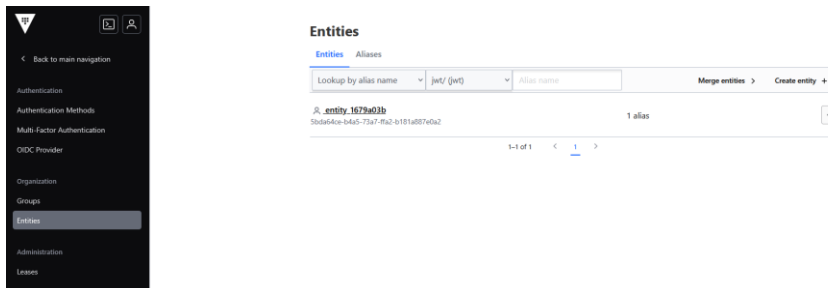 Back to main navigation
Authentication
Authentication Methods
Multi-Factor Authentication
OIDC Provider
Organization
Groups
Entities
Administration
Leases
Entities
Entities Aliases
Lookup by alias name jwt/ (jwt) Alias name Merge entities Create entity +
entity_1679a03b
5bda64ce-b4a5-73a7-ffa2-b181a887e0a2
1 alias
1–1 of 1 1